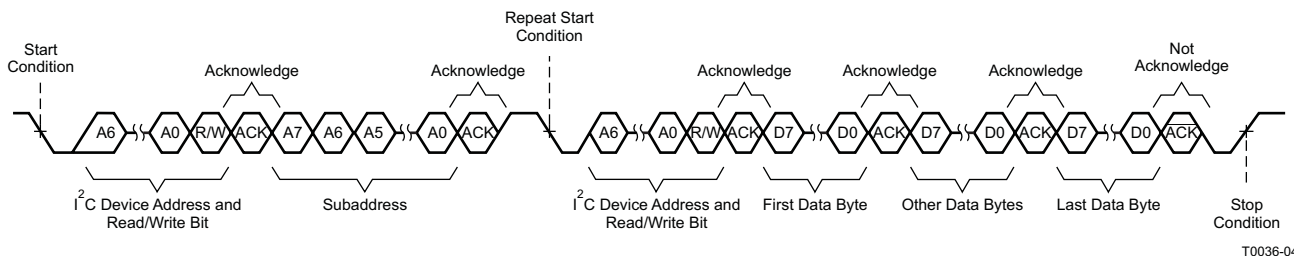 Repeat Start
Condition
Start
Condition
Not
Acknowledge
Acknowledge
Acknowledge
Acknowledge
Acknowledge
Acknowledge
A6 A0 R/W ACK A7 A6 A5 A0 ACK A6 A0 R/W ACK D7 D0 ACK D7 D0 ACK D7 D0 ACK
I2C Device Address and
Read/Write Bit
Subaddress
I2C Device Address and
Read/Write Bit
First Data Byte
Other Data Bytes
Last Data Byte
Stop
Condition
T0036-04